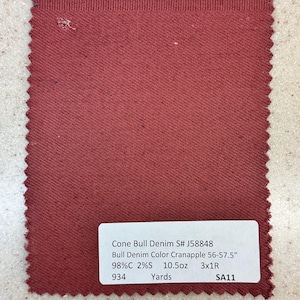 Cone Bull Denim S# J58848
Bull Denim Color Cranapple 56-57.5"
98%C 2%S 10.5oz 3x1R
934 Yards SA11